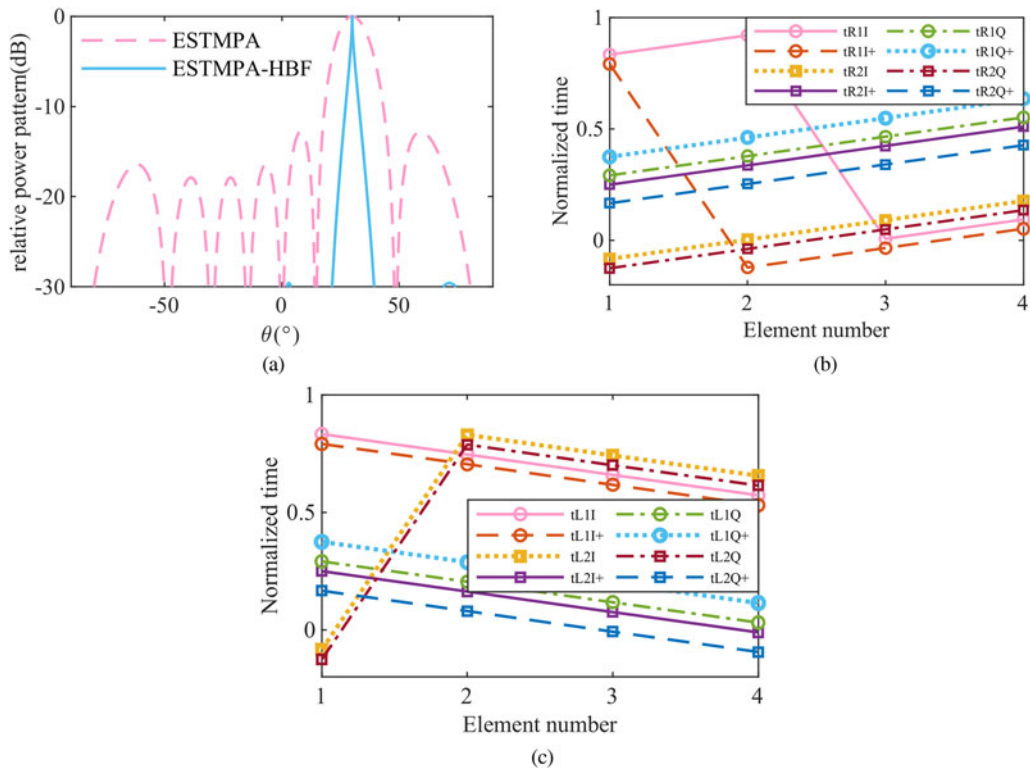 0
-10
-20
-30
relative power pattern(dB)
ESTMPA
ESTMPA-HBF
-50 0 50
θ(°)
(a)
1
0.5
0
Normalized time
tR1I tR1Q
tR1I+ tR1Q+
tR2I tR2Q
tR2I+ tR2Q+
1 2 3 4
Element number
(b)
1
0.5
0
Normalized time
tL1I tL1Q
tL1I+ tL1Q+
tL2I tL2Q
tL2I+ tL2Q+
1 2 3 4
Element number
(c)